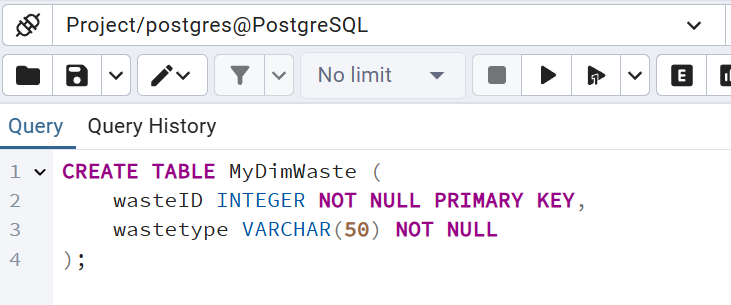 Project/postgres@PostgreSQL
No limit
E
Query Query History
1 CREATE TABLE MyDimWaste (
2 wasteID INTEGER NOT NULL PRIMARY KEY,
3 wastetype VARCHAR(50) NOT NULL
4 );